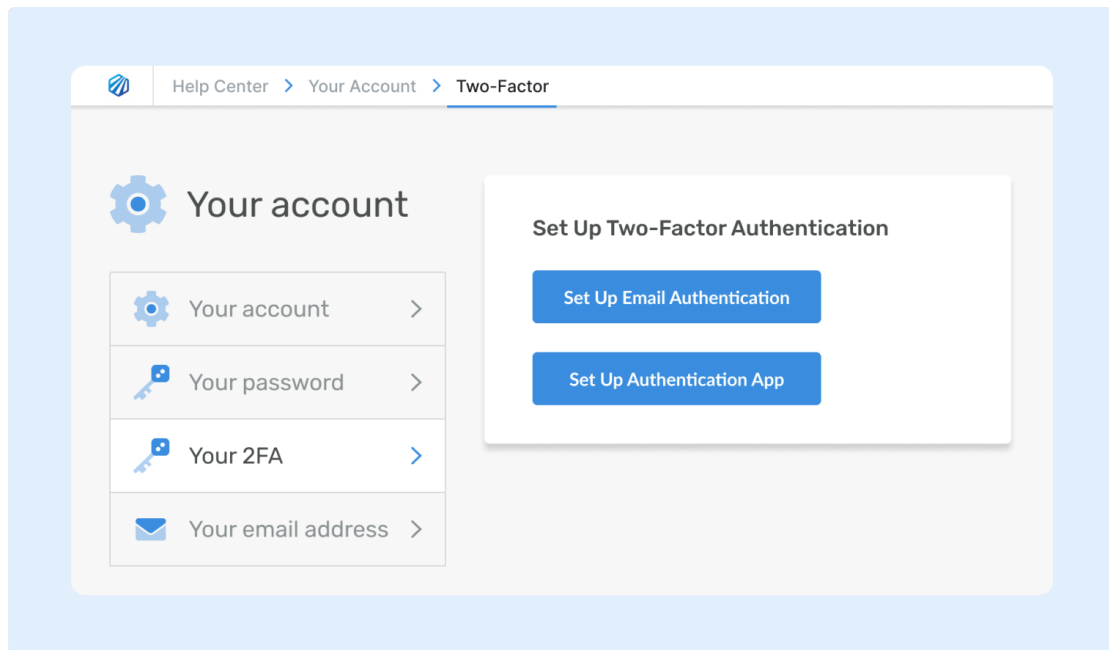 Help Center Your Account Two-Factor
Your account
Your account
Your password
Your 2FA
Your email address
Set Up Two-Factor Authentication
Set Up Email Authentication
Set Up Authentication App